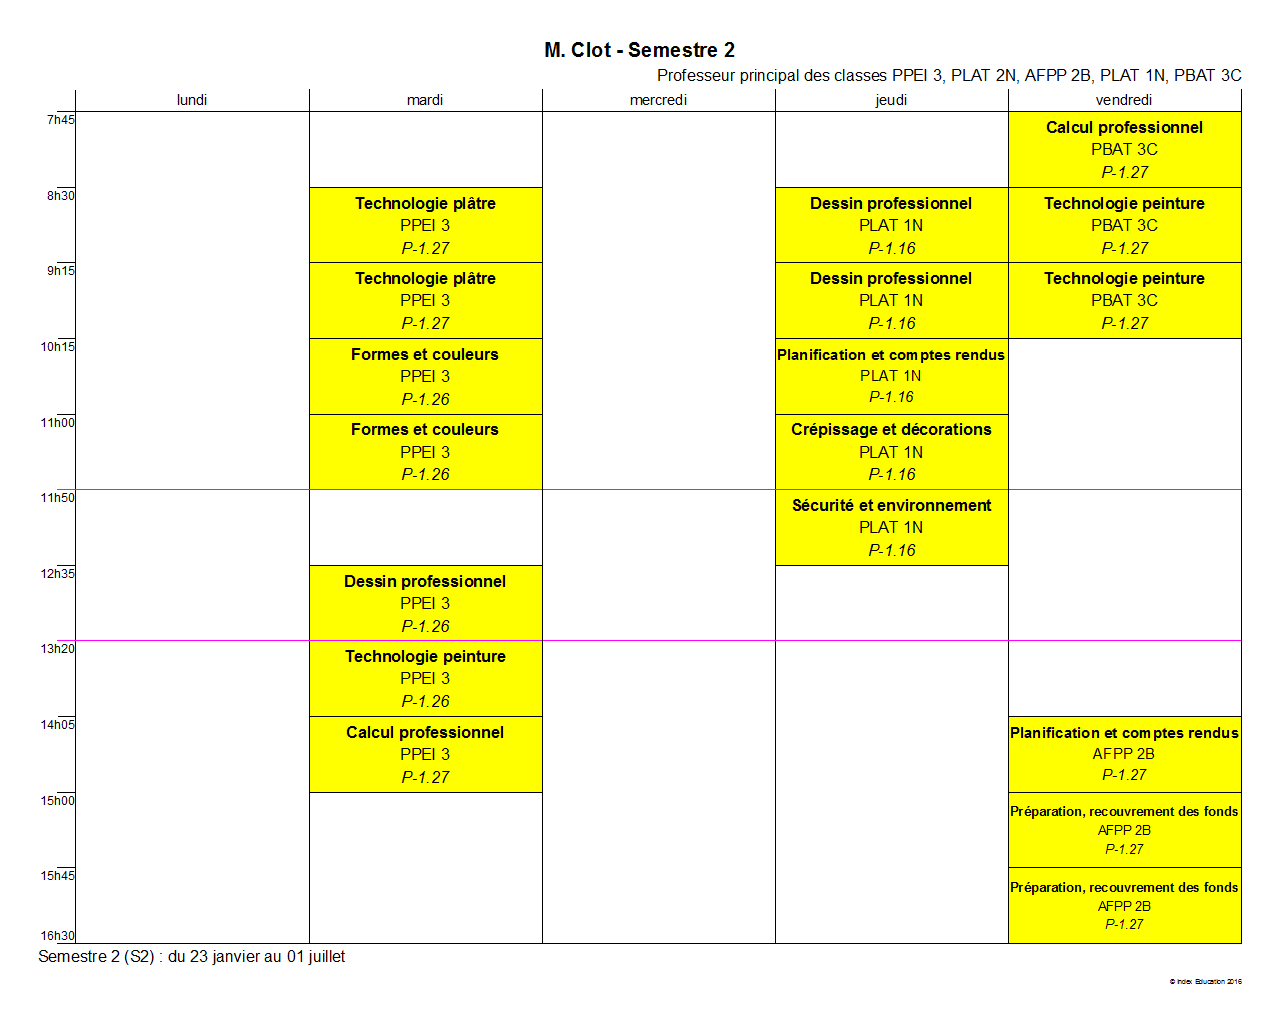 M. Clot - Semestre 2
Professeur principal des classes PPEI 3, PLAT 2N, AFPP 2B, PLAT 1N, PBAT 3C
lundi mardi mercredi jeudi vendredi
7h45
Calcul professionnel
PBAT 3C
P-1.27
8h30
Technologie plâtre Dessin professionnel Technologie peinture
PPEI 3 PLAT 1N PBAT 3C
P-1.27 P-1.16 P-1.27
9h15
Technologie plâtre Dessin professionnel Technologie peinture
PPEI 3 PLAT 1N PBAT 3C
P-1.27 P-1.16 P-1.27
10h15
Formes et couleurs Planification et comptes rendus
PPEI 3 PLAT 1N
P-1.26 P-1.16
11h00
Formes et couleurs Crépissage et décorations
PPEI 3 PLAT 1N
P-1.26 P-1.16
11h50
Sécurité et environnement
PLAT 1N
P-1.16
12h35
Dessin professionnel
PPEI 3
P-1.26
13h20
Technologie peinture
PPEI 3
P-1.26
14h05
Calcul professionnel Planification et comptes rendus
PPEI 3 AFPP 2B
P-1.27 P-1.27
15h00
Préparation, recouvrement des fonds
AFPP 2B
P-1.27
15h45
Préparation, recouvrement des fonds
AFPP 2B
P-1.27
16h30
Semestre 2 (S2) : du 23 janvier au 01 juillet
© Index Education 2016